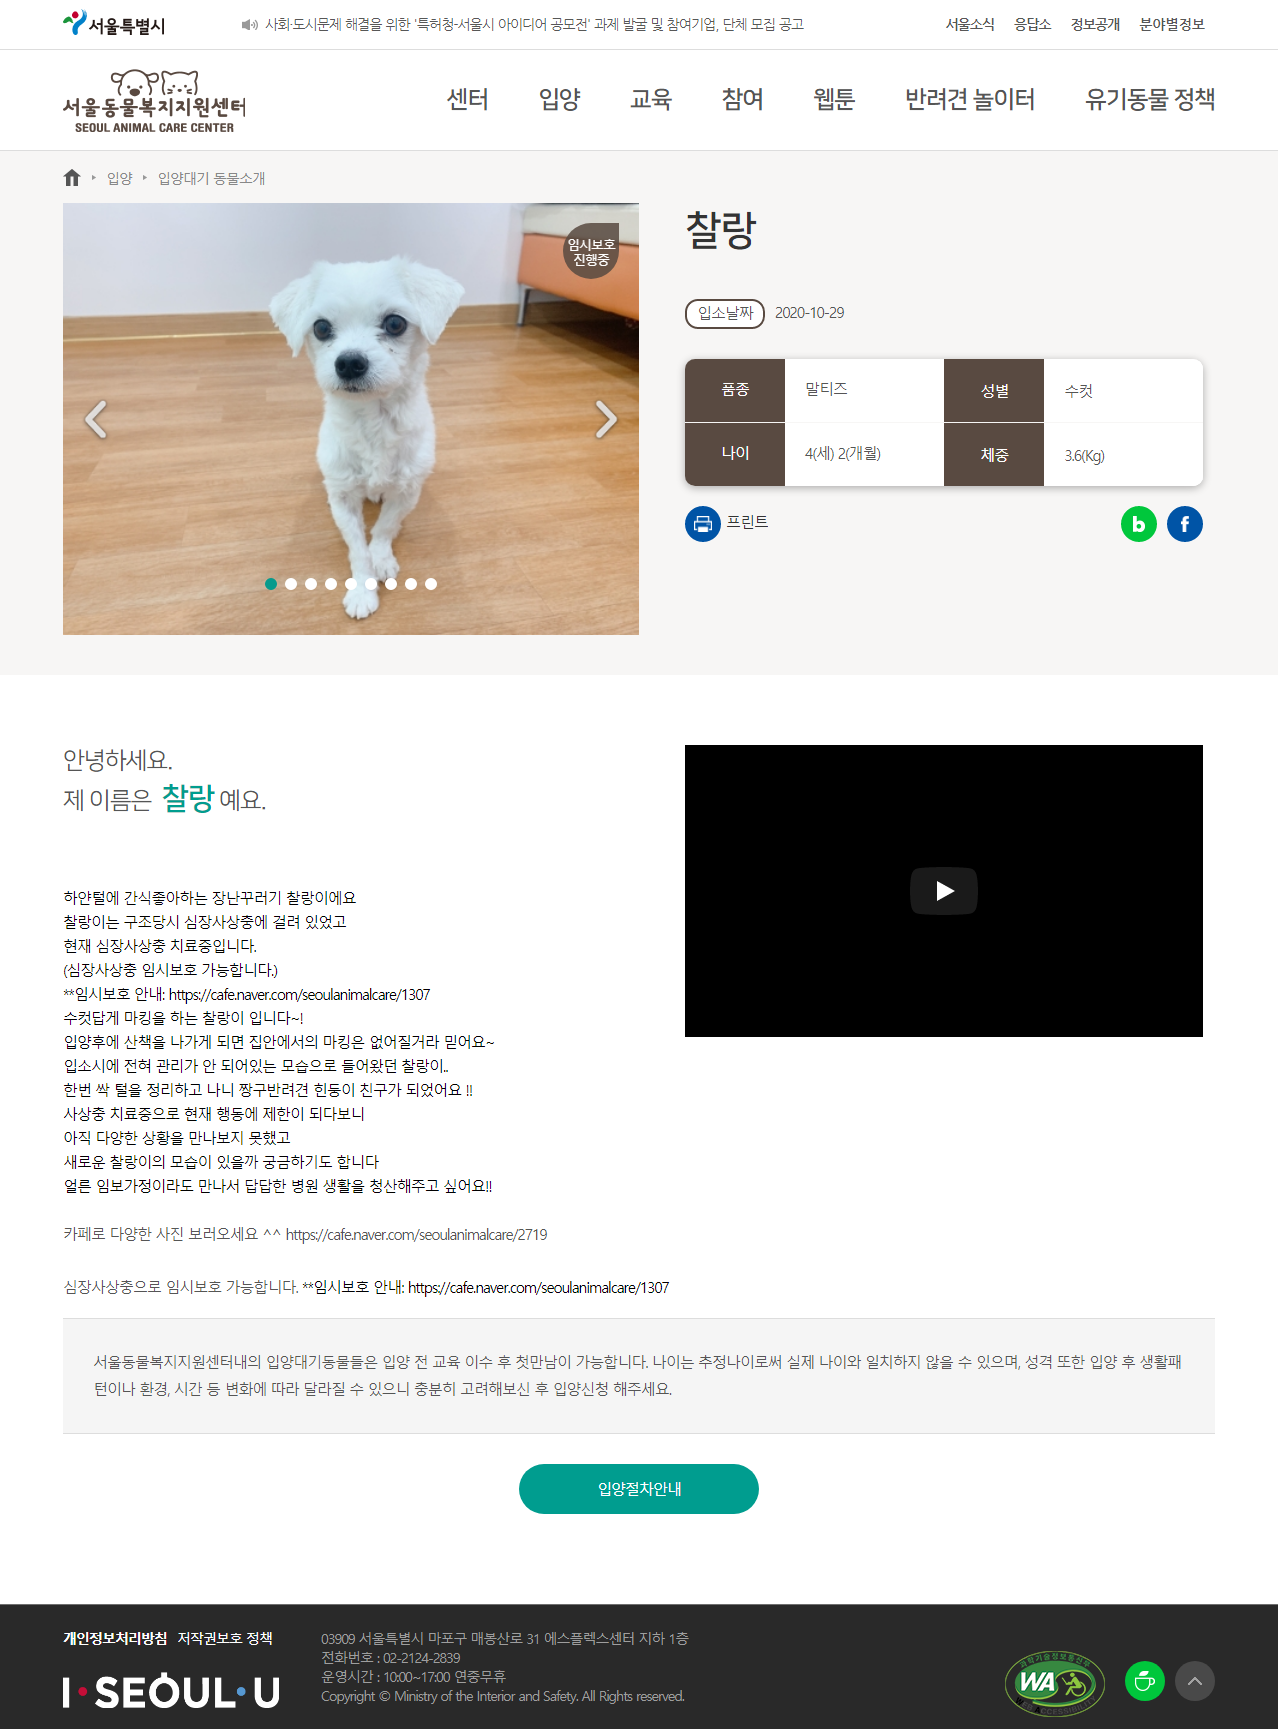 서울특별시
사회·도시문제 해결을 위한 '특허청-서울시 아이디어 공모전' 과제 발굴 및 참여기업, 단체 모집 공고
서울소식 응답소 정보공개 분야별정보
서울동물복지지원센터
SEOUL ANIMAL CARE CENTER
센터 입양 교육 참여 웹툰 반려견 놀이터 유기동물 정책
입양 입양대기 동물소개
임시보호
진행중
찰랑
입소날짜 2020-10-29
품종 말티즈 성별 수컷
나이 4(세) 2(개월) 체중 3.6(Kg)
프린트
b f
안녕하세요.
제 이름은 찰랑 예요.
하얀털에 간식좋아하는 장난꾸러기 찰랑이에요
찰랑이는 구조당시 심장사상충에 걸려 있었고
현재 심장사상충 치료중입니다.
(심장사상충 임시보호 가능합니다.)
**임시보호 안내: https://cafe.naver.com/seoulanimalcare/1307
수컷답게 마킹을 하는 찰랑이 입니다~!
입양후에 산책을 나가게 되면 집안에서의 마킹은 없어질거라 믿어요~
입소시에 전혀 관리가 안 되어있는 모습으로 들어왔던 찰랑이..
한번 싹 털을 정리하고 나니 짱구반려견 흰둥이 친구가 되었어요 !!
사상충 치료중으로 현재 행동에 제한이 되다보니
아직 다양한 상황을 만나보지 못했고
새로운 찰랑이의 모습이 있을까 궁금하기도 합니다
얼른 임보가정이라도 만나서 답답한 병원 생활을 청산해주고 싶어요!!
카페로 다양한 사진 보러오세요 ^^ https://cafe.naver.com/seoulanimalcare/2719
심장사상충으로 임시보호 가능합니다. **임시보호 안내: https://cafe.naver.com/seoulanimalcare/1307
서울동물복지지원센터내의 입양대기동물들은 입양 전 교육 이수 후 첫만남이 가능합니다. 나이는 추정나이로써 실제 나이와 일치하지 않을 수 있으며, 성격 또한 입양 후 생활패
턴이나 환경, 시간 등 변화에 따라 달라질 수 있으니 충분히 고려해보신 후 입양신청 해주세요.
입양절차안내
개인정보처리방침 저작권보호 정책
I·SEOUL·U
03909 서울특별시 마포구 매봉산로 31 에스플렉스센터 지하 1층
전화번호 : 02-2124-2839
운영시간 : 10:00~17:00 연중무휴
Copyright © Ministry of the Interior and Safety. All Rights reserved.
과학기술정보통신부
WA
WEB ACCESSIBILITY